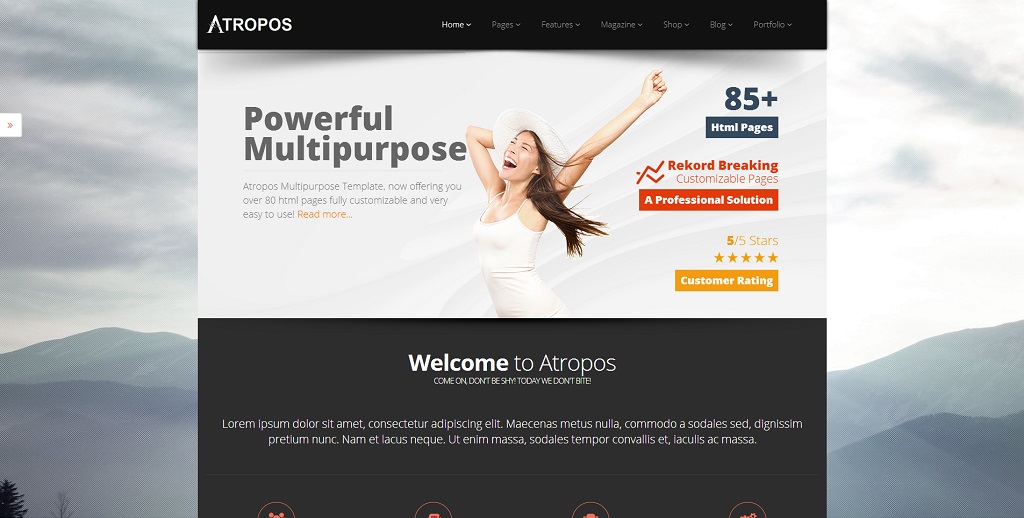 ATROPOS
Home Pages Features Magazine Shop Blog Portfolio
»
Powerful
Multipurpose
Atropos Multipurpose Template, now offering you
over 80 html pages fully customizable and very
easy to use! Read more...
85+
Html Pages
Rekord Breaking
Customizable Pages
A Professional Solution
5/5 Stars
★★★★★
Customer Rating
Welcome to Atropos
COME ON, DON'T BE SHY! TODAY WE DON'T BITE!
Lorem ipsum dolor sit amet, consectetur adipiscing elit. Maecenas metus nulla, commodo a sodales sed, dignissim
pretium nunc. Nam et lacus neque. Ut enim massa, sodales tempor convallis et, iaculis ac massa.